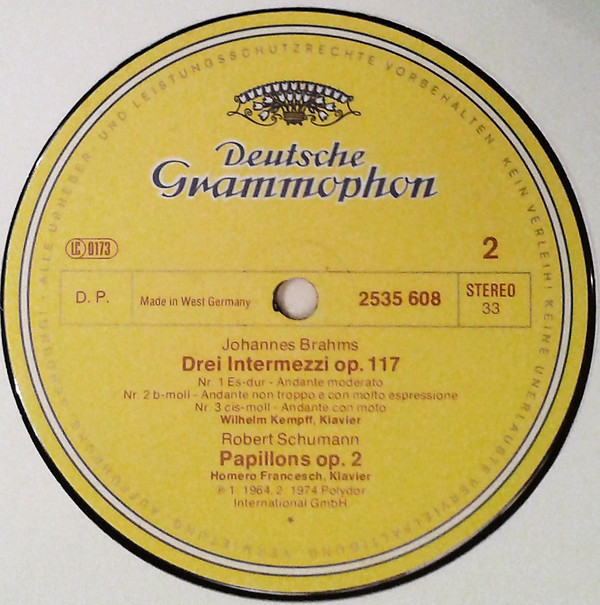 Deutsche
Grammophon
LC 0173
2
D. P.
Made in West Germany
2535 608
STEREO
33
Johannes Brahms
Drei Intermezzi op. 117
Nr. 1 Es-dur - Andante moderato
Nr. 2 b-moll - Andante non troppo e con molto espressione
Nr. 3 cis-moll - Andante con moto
Wilhelm Kempff, Klavier
Robert Schumann
Papillons op. 2
Homero Francesch, Klavier
℗ 1. 1964, 2. 1974 Polydor
International GmbH
*
ALLE URHEBER- UND LEISTUNGSSCHUTZRECHTE VORBEHALTEN. KEIN VERLEIH! KEINE UNERLAUBTE VERVIELFÄLTIGUNG, VERMIETUNG, AUFFÜHRUNG,